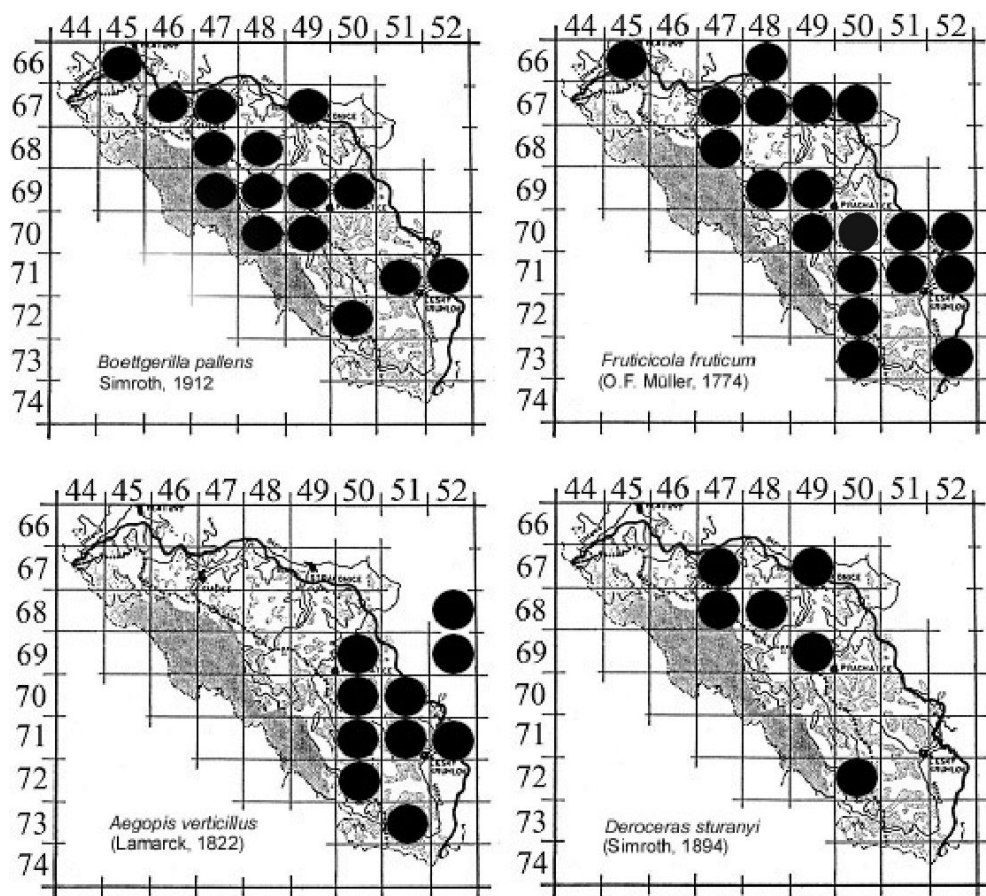 44 45 46 47 48 49 50 51 52
66
67
68
69
70
71
72
73
74
Boettgerilla pallens
Simroth, 1912
44 45 46 47 48 49 50 51 52
66
67
68
69
70
71
72
73
74
PRACHATICE
Fruticicola fruticum
(O.F. Müller, 1774)
44 45 46 47 48 49 50 51 52
66
67
68
69
70
71
72
73
74
Aegopis verticillus
(Lamarck, 1822)
44 45 46 47 48 49 50 51 52
66
67
68
69
70
71
72
73
74
PRACHATICE
ČESKÝ
KRUMLOV
Deroceras sturanyi
(Simroth, 1894)